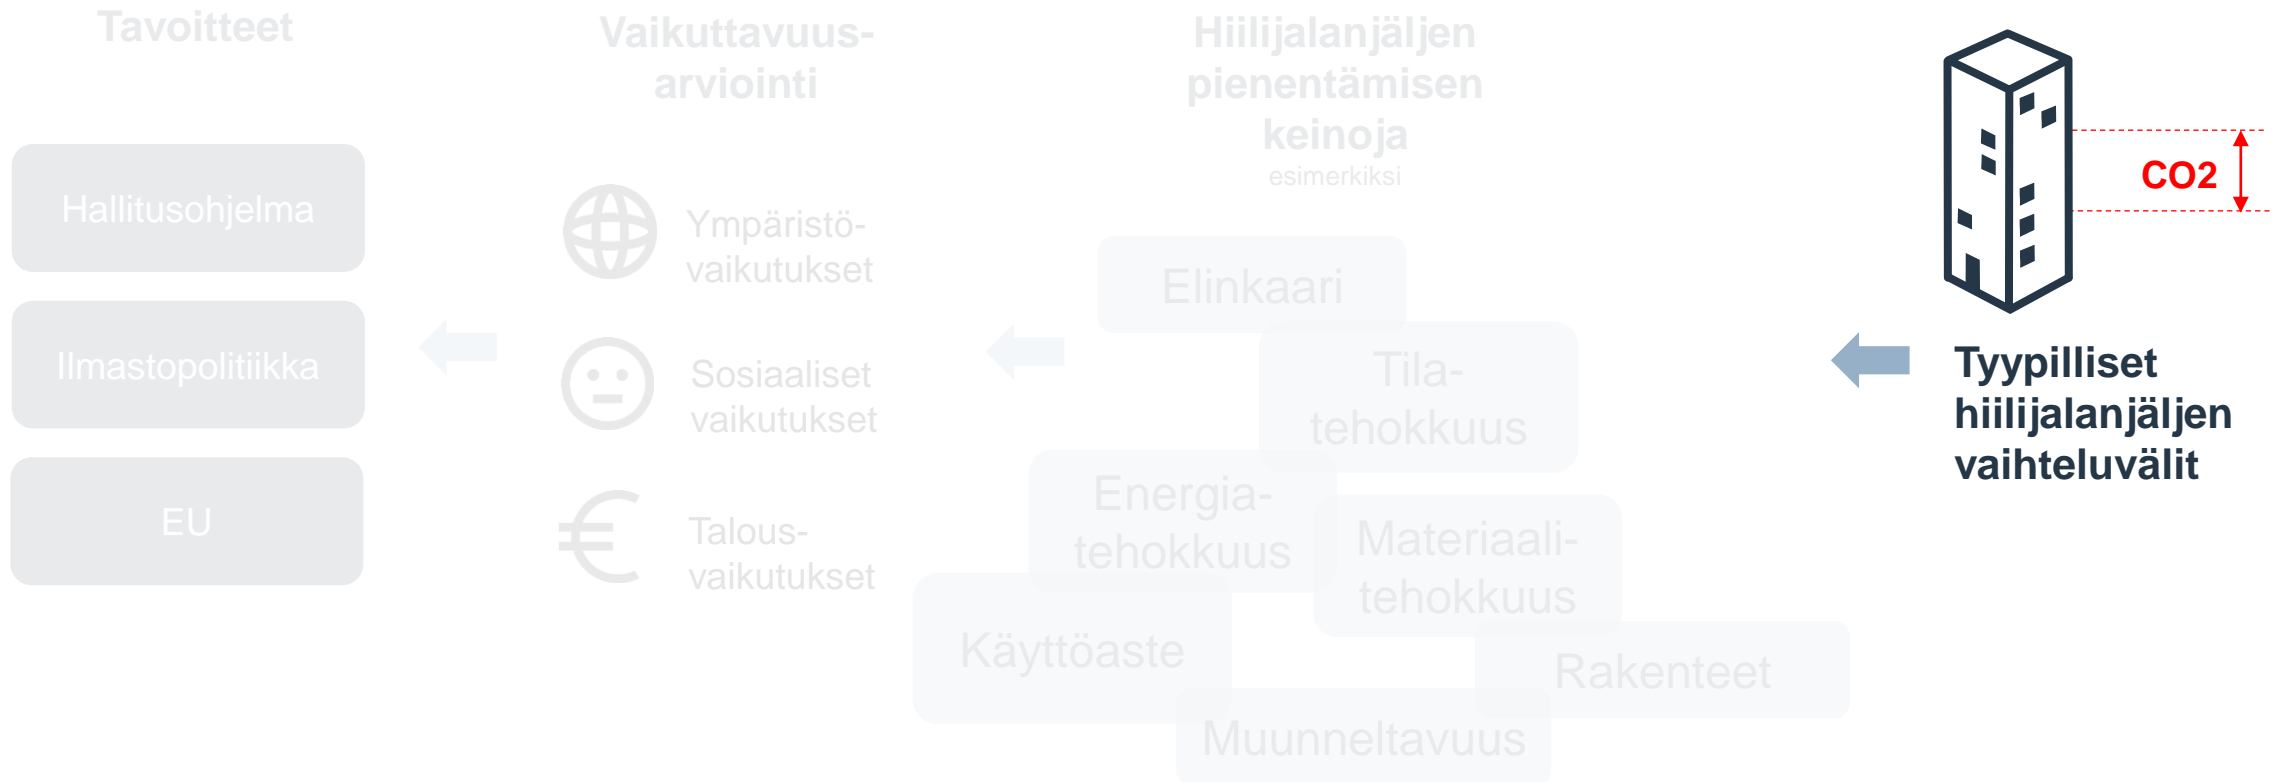 Tavoitteet
Hallitusohjelma
Ilmastopolitiikka
EU
Vaikuttavuus-
arviointi
Ympäristö-
vaikutukset
Sosiaaliset
vaikutukset
Talous-
vaikutukset
Hiilijalanjäljen
pienentämisen
keinoja
esimerkiksi
Elinkaari
Tila-
tehokkuus
Energia-
tehokkuus
Materiaali-
tehokkuus
Käyttöaste
Rakenteet
Muunneltavuus
CO2
Tyypilliset
hiilijalanjäljen
vaihteluvälit